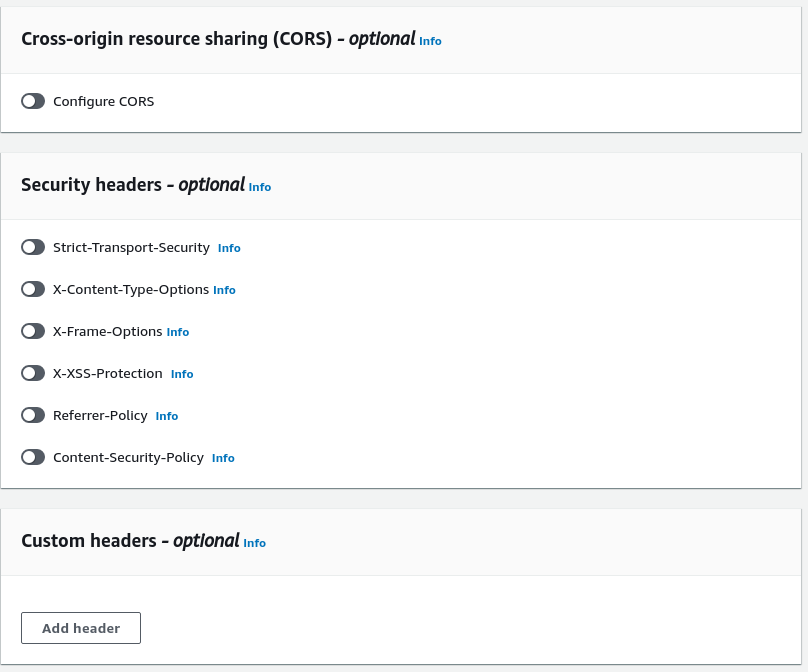 Cross-origin resource sharing (CORS) - optional Info
Configure CORS
Security headers - optional Info
Strict-Transport-Security Info
X-Content-Type-Options Info
X-Frame-Options Info
X-XSS-Protection Info
Referrer-Policy Info
Content-Security-Policy Info
Custom headers - optional Info
Add header